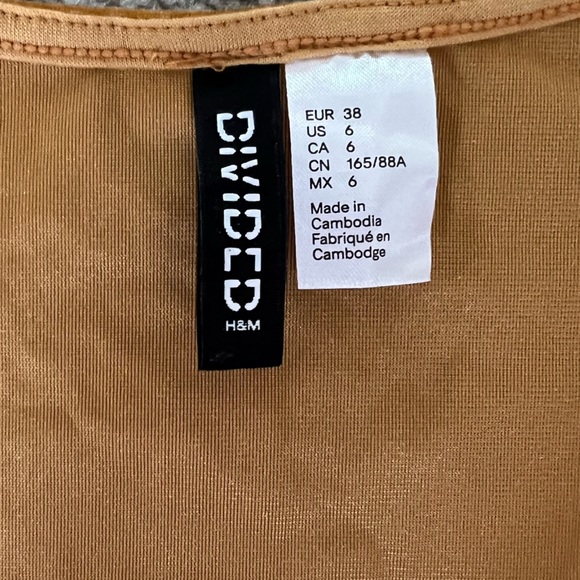 DIVIDED
H&M
EUR 38
US 6
CA 6
CN 165/88A
MX 6
Made in
Cambodia
Fabriqué en
Cambodge